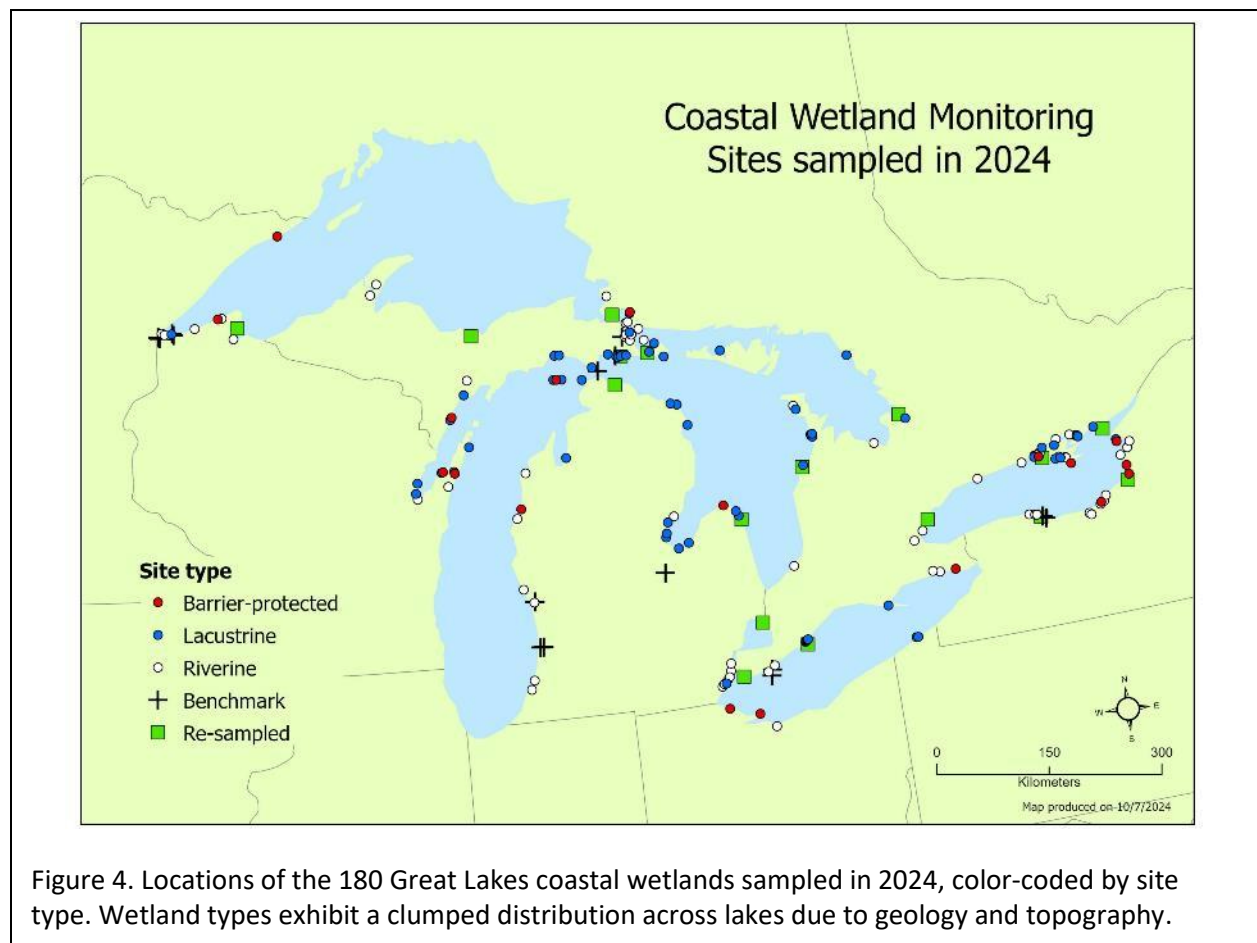 Coastal Wetland Monitoring
Sites sampled in 2024
Site type
Barrier-protected
Lacustrine
Riverine
Benchmark
Re-sampled
N
W E
S
0 150 300
Kilometers
Map produced on 10/7/2024
Figure 4. Locations of the 180 Great Lakes coastal wetlands sampled in 2024, color-coded by site
type. Wetland types exhibit a clumped distribution across lakes due to geology and topography.